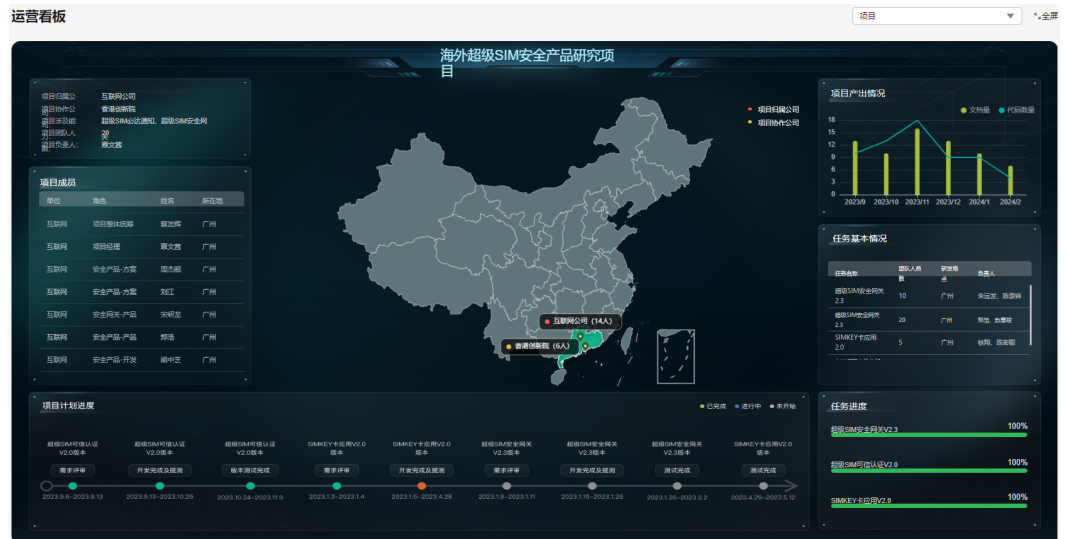 运营看板
项目
全屏
海外超级SIM安全产品研究项
目
项目归属公
互联网公司
项目协作公
香港创新院
项目涉及能
超级SIM必达通知、超级SIM安全网
项目团队人
20
项目负责人:
项目成员
单位 角色 姓名 所在地
互联网 项目整体统筹 广州
互联网 项目经理 广州
互联网 安全产品-方案 广州
互联网 安全产品-方案 刘江 广州
互联网 安全网关-产品 广州
互联网 安全产品-产品 郑浩 广州
互联网 安全产品-开发 广州
项目归属公司
项目协作公司
互联网公司（14人）
香港创新院（6人）
项目产出情况
文档量 代码数量
18
15
12
9
6
3
0
2023/9 2023/10 2023/11 2023/12 2024/1 2024/2
任务基本情况
任务名称 团队人员数 研发地点 负责人
超级SIM安全网关
2.3
10 广州
超级SIM安全网关
2.3
20 广州
SIMKEY卡应用
2.0
5 广州
项目计划进度
已完成 进行中 未开始
超级SIM可信认证
V2.0版本
需求评审
2023.9.6-2023.9.13
超级SIM可信认证
V2.0版本
开发完成及提测
2023.9.13-2023.10.26
超级SIM可信认证
V2.0版本
版本测试完成
2023.10.24-2023.11.9
SIMKEY卡应用V2.0
版本
需求评审
2023.1.3-2023.1.4
SIMKEY卡应用V2.0
版本
开发完成及提测
2023.1.5-2023.4.28
超级SIM安全网关
V2.3版本
需求评审
2023.1.9-2023.1.11
超级SIM安全网关
V2.3版本
开发完成及提测
2023.1.15-2023.1.26
超级SIM安全网关
V2.3版本
测试完成
2023.1.26-2023.2.2
SIMKEY卡应用V2.0
版本
测试完成
2023.4.29-2023.5.12
任务进度
超级SIM安全网关V2.3 100%
超级SIM可信认证V2.0 100%
SIMKEY卡应用V2.0 100%